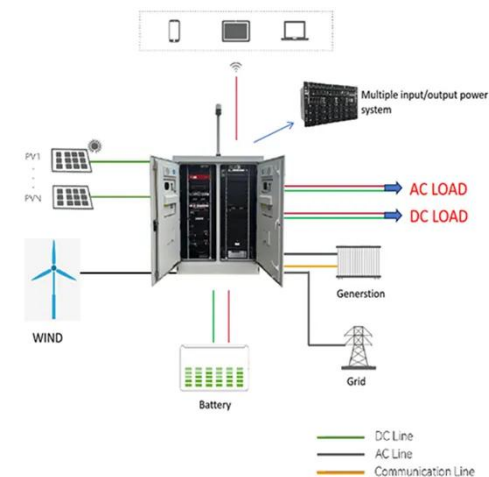 Multiple input/output power
system
PV1
PVN
AC LOAD
DC LOAD
WIND
Generstion
Grid
Battery
DC Line
AC Line
Communication Line